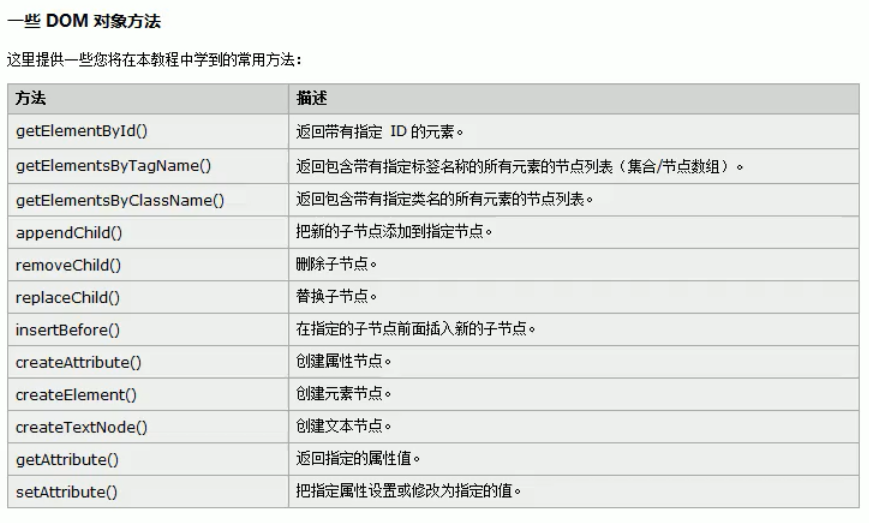 一些 DOM 对象方法
这里提供一些您将在本教程中学到的常用方法：
方法 描述
getElementById() 返回带有指定 ID 的元素。
getElementsByTagName() 返回包含带有指定标签名称的所有元素的节点列表（集合/节点数组）。
getElementsByClassName() 返回包含带有指定类名的所有元素的节点列表。
appendChild() 把新的子节点添加到指定节点。
removeChild() 删除子节点。
replaceChild() 替换子节点。
insertBefore() 在指定的子节点前面插入新的子节点。
createAttribute() 创建属性节点。
createElement() 创建元素节点。
createTextNode() 创建文本节点。
getAttribute() 返回指定的属性值。
setAttribute() 把指定属性设置或修改为指定的值。